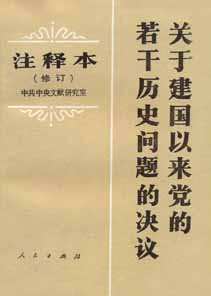 关于建国以来党的
若干历史问题的决议
注释本
（修订）
中共中央文献研究室
人民出版社